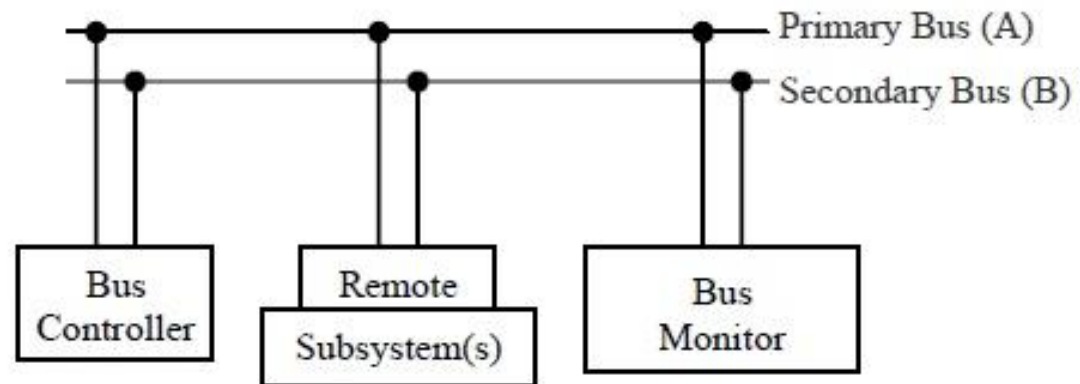 Primary Bus (A)
Secondary Bus (B)
Bus
Controller
Remote
Subsystem(s)
Bus
Monitor